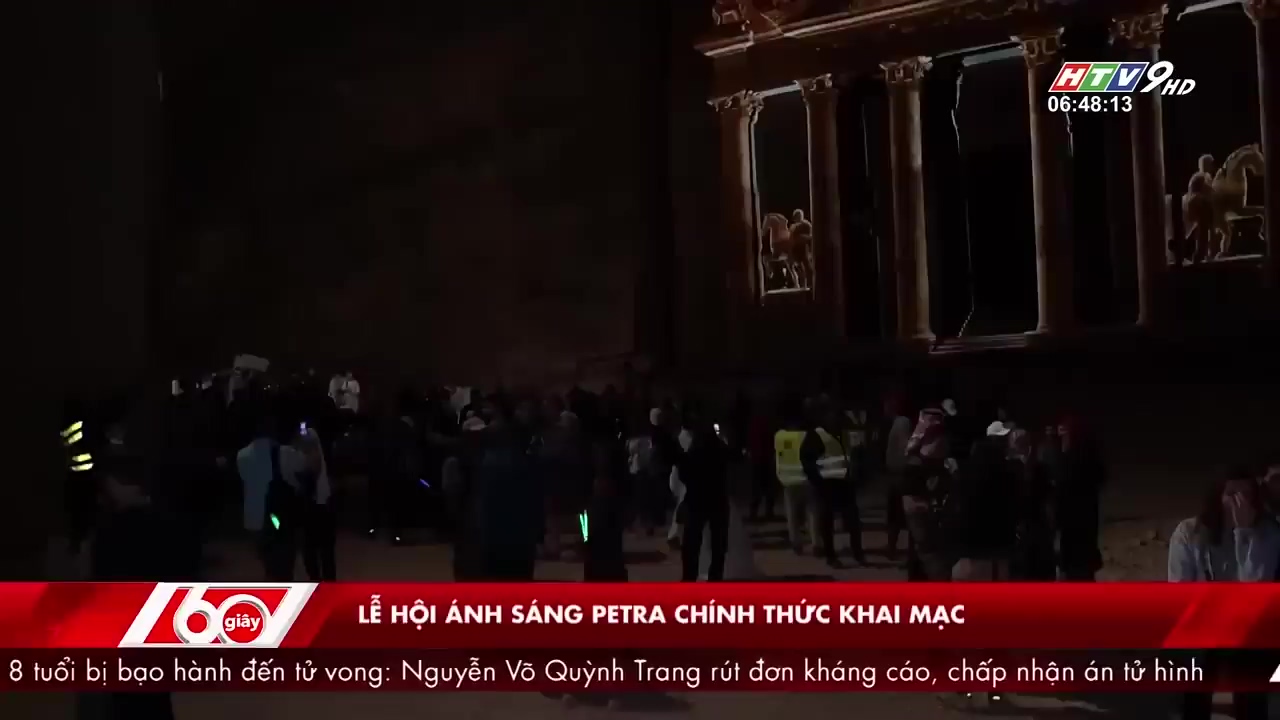 HTV9HD
06:48:13
60 giây
LỄ HỘI ÁNH SÁNG PETRA CHÍNH THỨC KHAI MẠC
8 tuổi bị bạo hành đến tử vong: Nguyễn Võ Quỳnh Trang rút đơn kháng cáo, chấp nhận án tử hình